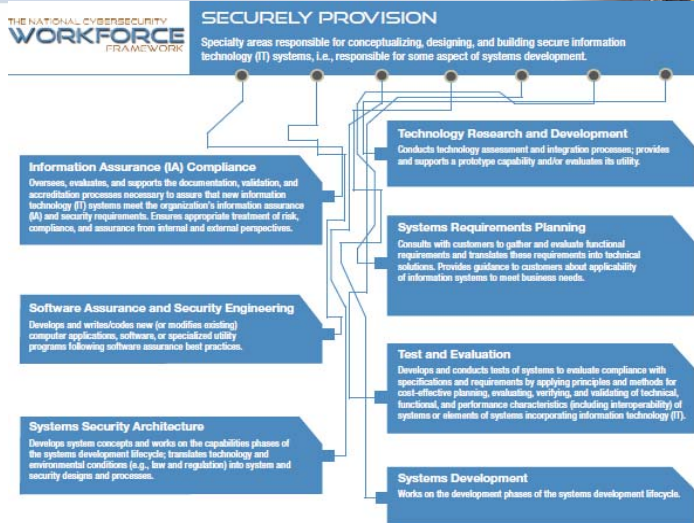 THE NATIONAL CYBERSECURITY
WORKFORCE
FRAMEWORK
SECURELY PROVISION
Specialty areas responsible for conceptualizing, designing, and building secure information
technology (IT) systems, i.e., responsible for some aspect of systems development.
Information Assurance (IA) Compliance
Oversees, evaluates, and supports the documentation, validation, and
accreditation processes necessary to assure that new information
technology (IT) systems meet the organization's information assurance
(IA) and security requirements. Ensures appropriate treatment of risk,
compliance, and assurance from internal and external perspectives.
Software Assurance and Security Engineering
Develops and writes/codes new (or modifies existing)
computer applications, software, or specialized utility
programs following software assurance best practices.
Systems Security Architecture
Develops system concepts and works on the capabilities phases of
the systems development lifecycle; translates technology and
environmental conditions (e.g., law and regulation) into system and
security designs and processes.
Technology Research and Development
Conducts technology assessment and integration processes; provides
and supports a prototype capability and/or evaluates its utility.
Systems Requirements Planning
Consults with customers to gather and evaluate functional
requirements and translates these requirements into technical
solutions. Provides guidance to customers about applicability
of information systems to meet business needs.
Test and Evaluation
Develops and conducts tests of systems to evaluate compliance with
specifications and requirements by applying principles and methods for
cost-effective planning, evaluating, verifying, and validating of technical,
functional, and performance characteristics (including interoperability) of
systems or elements of systems incorporating information technology (IT).
Systems Development
Works on the development phases of the systems development lifecycle.